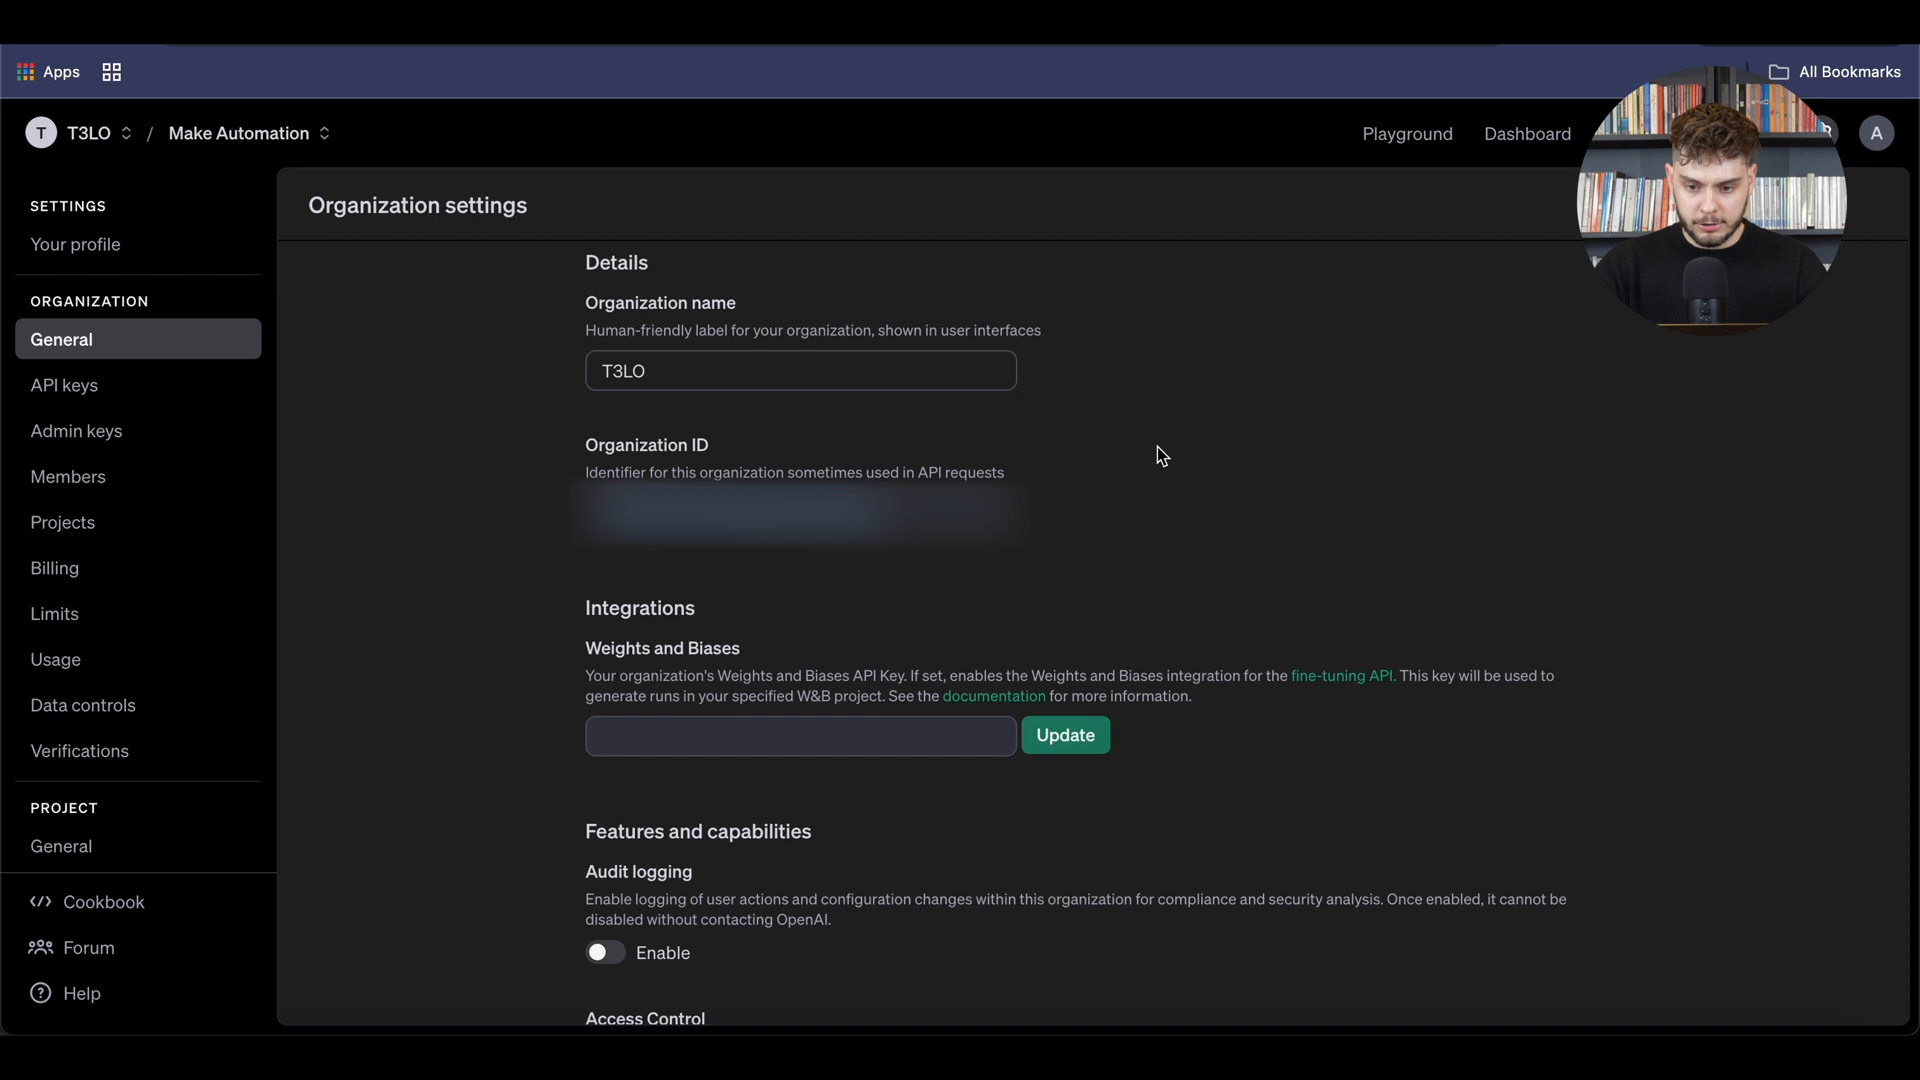 Apps
All Bookmarks
T T3LO / Make Automation
Playground Dashboard
A
SETTINGS
Your profile
ORGANIZATION
General
API keys
Admin keys
Members
Projects
Billing
Limits
Usage
Data controls
Verifications
PROJECT
General
Cookbook
Forum
Help
Organization settings
Details
Organization name
Human-friendly label for your organization, shown in user interfaces
T3LO
Organization ID
Identifier for this organization sometimes used in API requests
Integrations
Weights and Biases
Your organization's Weights and Biases API Key. If set, enables the Weights and Biases integration for the fine-tuning API. This key will be used to
generate runs in your specified W&B project. See the documentation for more information.
Update
Features and capabilities
Audit logging
Enable logging of user actions and configuration changes within this organization for compliance and security analysis. Once enabled, it cannot be
disabled without contacting OpenAI.
Enable
Access Control